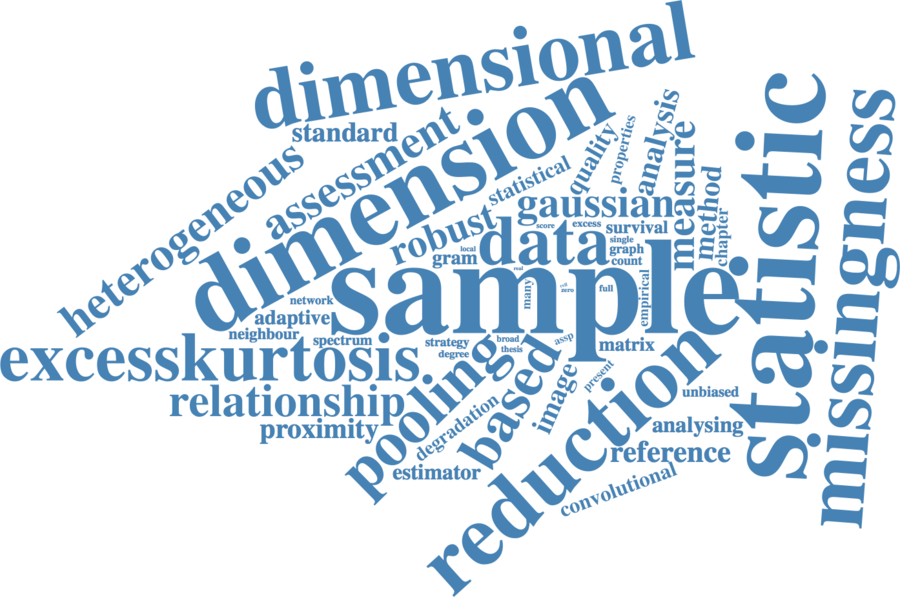 dimensional
standard
dimension
assessment
heterogeneous
statistical
quality
properties
analysis
measure
method
chapter
statistic
missingness
robust
gaussian
score
excess
survival
data
local
gram
single
graph
count
sample
real
many
zero
full
empirical
network
adaptive
neighbour
spectrum
strategy
degree
broad
thesis
assp
matrix
excesskurtosis
relationship
proximity
pooling
based
image
present
degradation
estimator
reduction
unbiased
analysing
reference
convolutional